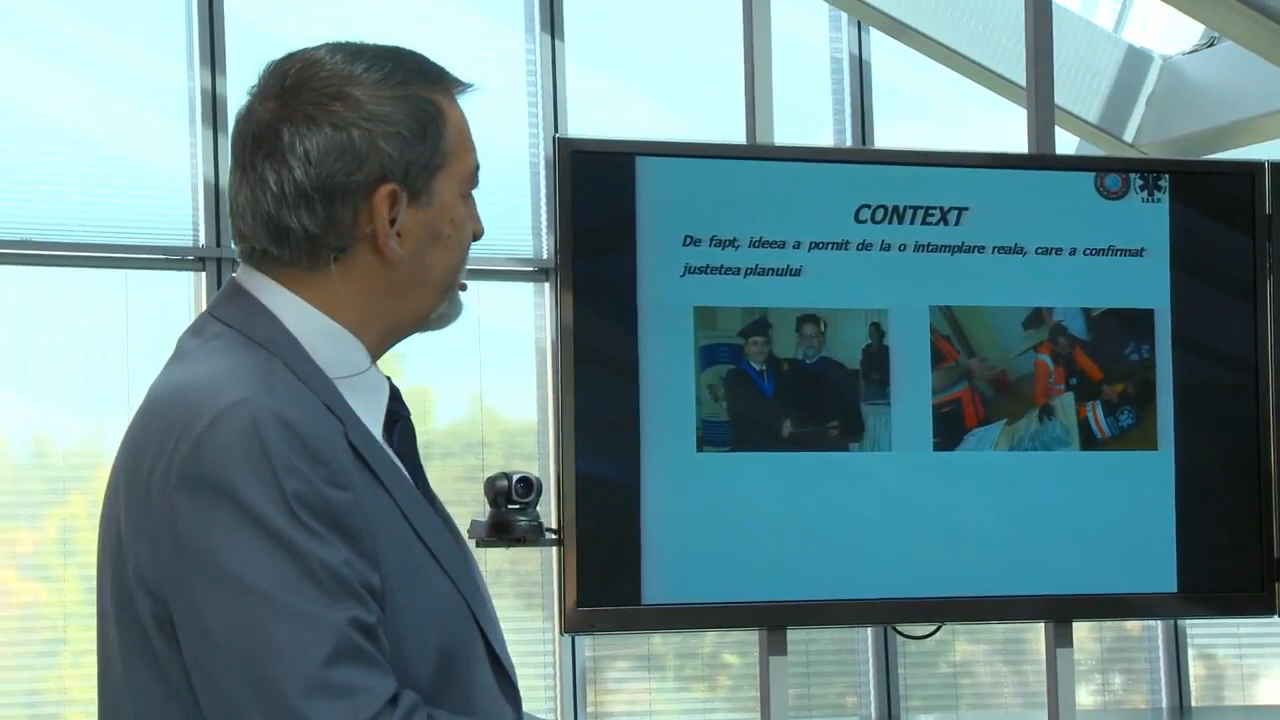 CONTEXT
De fapt, ideea a pornit de la o intamplare reala, care a confirmat
justetea planului